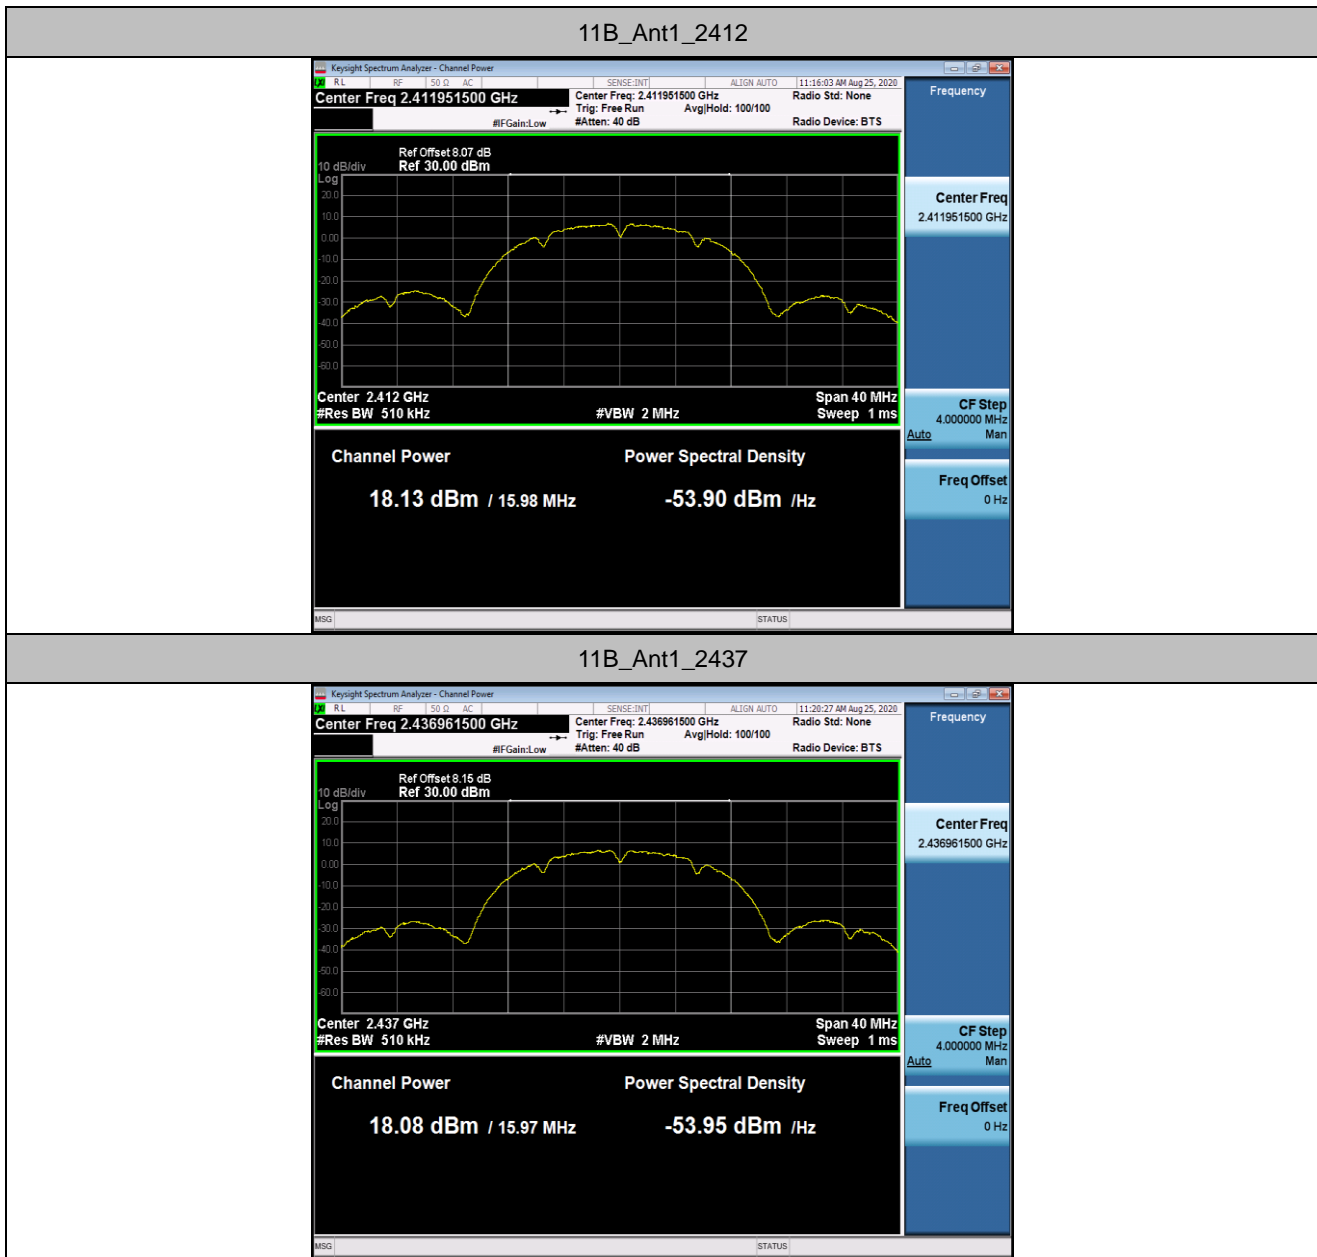 11B_Ant1_2412
Keysight Spectrum Analyzer - Channel Power
RL RF 50 Ω AC SENSE:INT ALIGN AUTO 11:16:03 AM Aug 25, 2020
Center Freq 2.411951500 GHz
Center Freq: 2.411951500 GHz Radio Std: None
Trig: Free Run Avg|Hold: 100/100
#IFGain:Low #Atten: 40 dB Radio Device: BTS
Frequency
Ref Offset 8.07 dB
10 dB/div Ref 30.00 dBm
Log
20.0
10.0
0.00
-10.0
-20.0
-30.0
-40.0
-50.0
-60.0
Center 2.412 GHz Span 40 MHz
#Res BW 510 kHz #VBW 2 MHz Sweep 1 ms
Channel Power Power Spectral Density
18.13 dBm / 15.98 MHz -53.90 dBm /Hz
Center Freq
2.411951500 GHz
CF Step
4.000000 MHz
Auto Man
Freq Offset
0 Hz
MSG STATUS
11B_Ant1_2437
Keysight Spectrum Analyzer - Channel Power
RL RF 50 Ω AC SENSE:INT ALIGN AUTO 11:20:27 AM Aug 25, 2020
Center Freq 2.436961500 GHz
Center Freq: 2.436961500 GHz Radio Std: None
Trig: Free Run Avg|Hold: 100/100
#IFGain:Low #Atten: 40 dB Radio Device: BTS
Frequency
Ref Offset 8.15 dB
10 dB/div Ref 30.00 dBm
Log
20.0
10.0
0.00
-10.0
-20.0
-30.0
-40.0
-50.0
-60.0
Center 2.437 GHz Span 40 MHz
#Res BW 510 kHz #VBW 2 MHz Sweep 1 ms
Channel Power Power Spectral Density
18.08 dBm / 15.97 MHz -53.95 dBm /Hz
Center Freq
2.436961500 GHz
CF Step
4.000000 MHz
Auto Man
Freq Offset
0 Hz
MSG STATUS